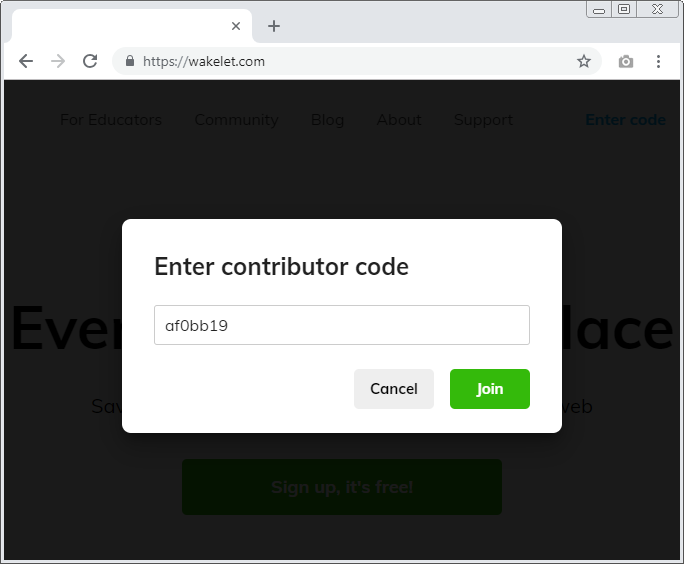 https://wakelet.com
For Educators Community Blog About Support Enter code
Enter contributor code
af0bb19
Cancel Join
Sign up, it's free!